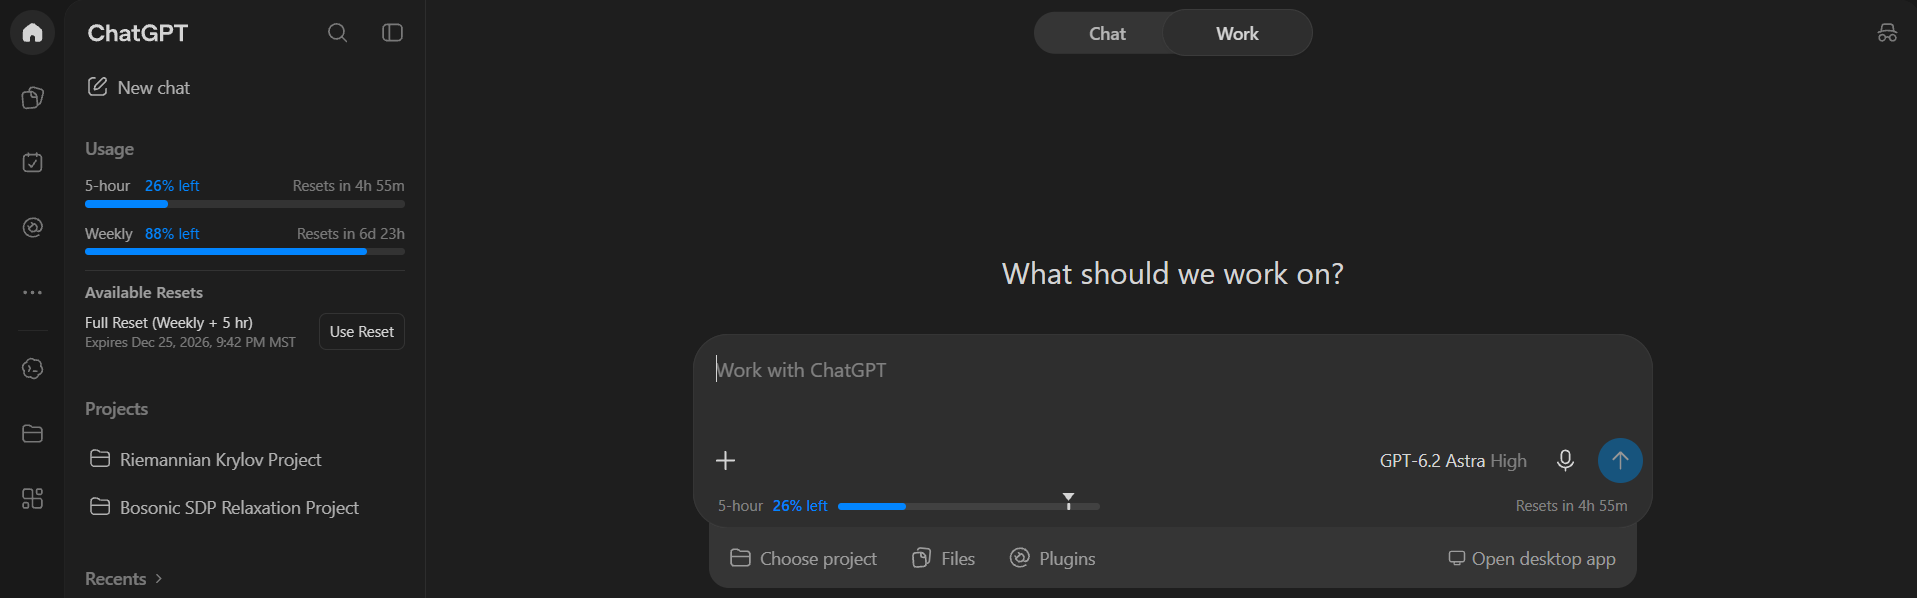 ChatGPT
New chat
Usage
5-hour 26% left Resets in 4h 55m
Weekly 88% left Resets in 6d 23h
Available Resets
Full Reset (Weekly + 5 hr)
Expires Dec 25, 2026, 9:42 PM MST
Use Reset
Projects
Riemannian Krylov Project
Bosonic SDP Relaxation Project
Recents
Chat Work
What should we work on?
Work with ChatGPT
GPT-6.2 Astra High
5-hour 26% left Resets in 4h 55m
Choose project Files Plugins Open desktop app